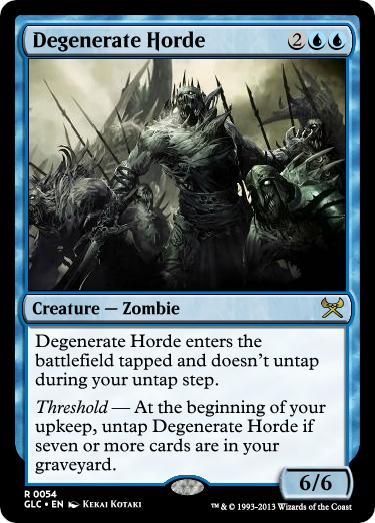 Degenerate Horde 2
Creature — Zombie
Degenerate Horde enters the
battlefield tapped and doesn't untap
during your untap step.
Threshold — At the beginning of your
upkeep, untap Degenerate Horde if
seven or more cards are in your
graveyard.
6/6
R 0054
GLC • EN Kekai Kotaki
™ & © 1993-2013 Wizards of the Coast